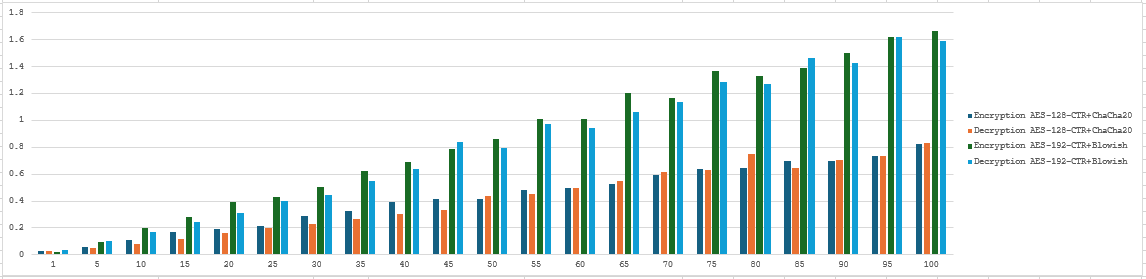 1.8
1.6
1.4
1.2
1
0.8
0.6
0.4
0.2
0
1 5 10 15 20 25 30 35 40 45 50 55 60 65 70 75 80 85 90 95 100
Encryption AES-128-CTR+ChaCha20
Decryption AES-128-CTR+ChaCha20
Encryption AES-192-CTR+Blowish
Decryption AES-192-CTR+Blowish